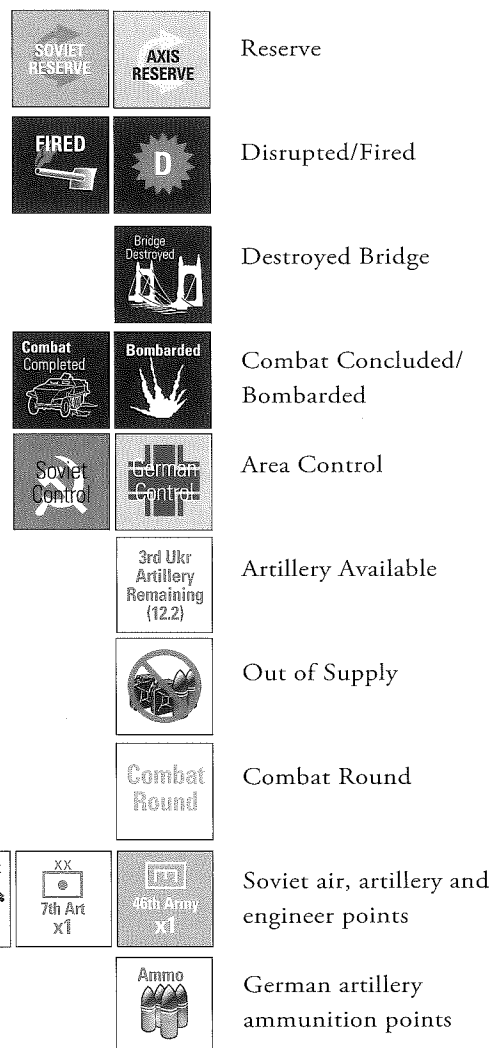 SOVIET
RESERVE
AXIS
RESERVE
Reserve
FIRED
D
Disrupted/Fired
Bridge
Destroyed
Destroyed Bridge
Combat
Completed
Bombarded
Combat Concluded/
Bombarded
Soviet
Control
German
Control
Area Control
3rd Ukr
Artillery
Remaining
(12.2)
Artillery Available
Out of Supply
Combat
Round
Combat Round
XX
7th Art
x1
46th Army
x1
Soviet air, artillery and
engineer points
Ammo
German artillery
ammunition points